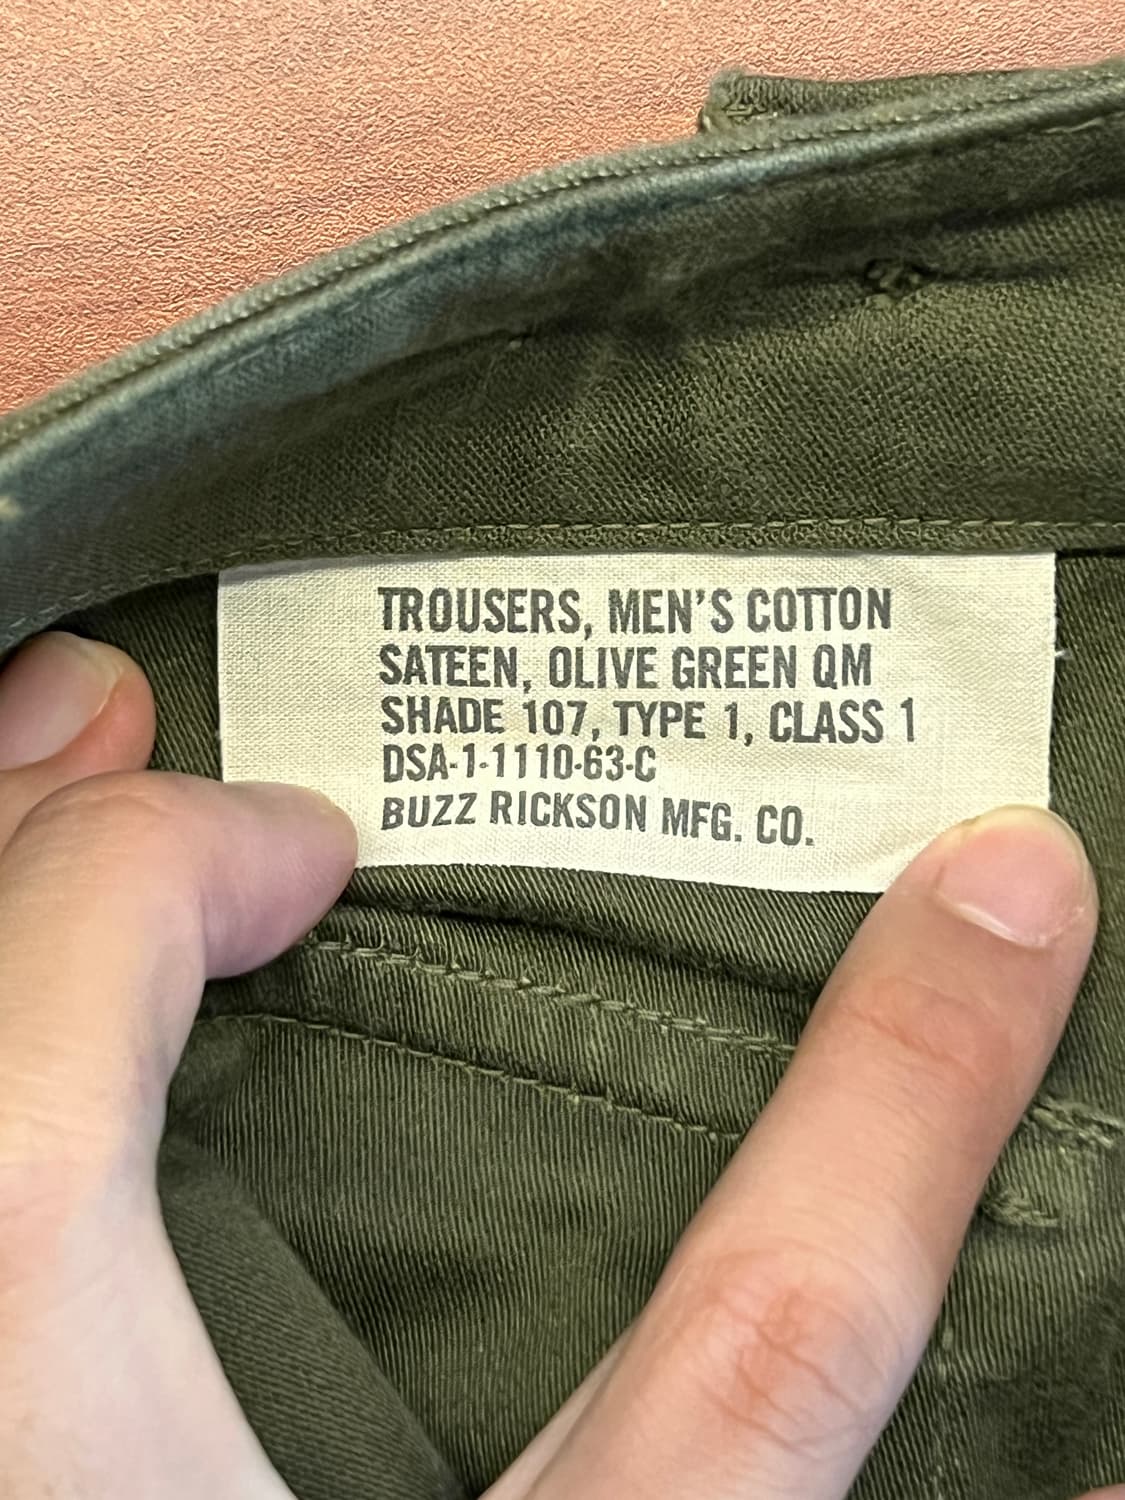 TROUSERS, MEN'S COTTON
SATEEN, OLIVE GREEN QM
SHADE 107, TYPE 1, CLASS 1
DSA-1-1110-63-C
BUZZ RICKSON MFG. CO.